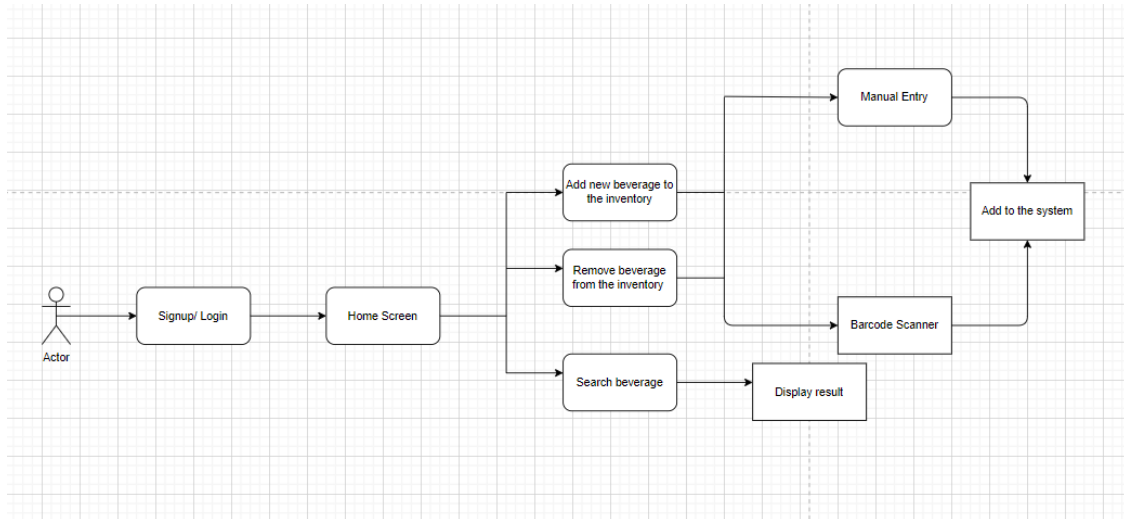 Manual Entry
Add new beverage to
the inventory
Add to the system
Remove beverage
from the inventory
Signup/ Login
Home Screen
Barcode Scanner
Actor
Search beverage
Display result